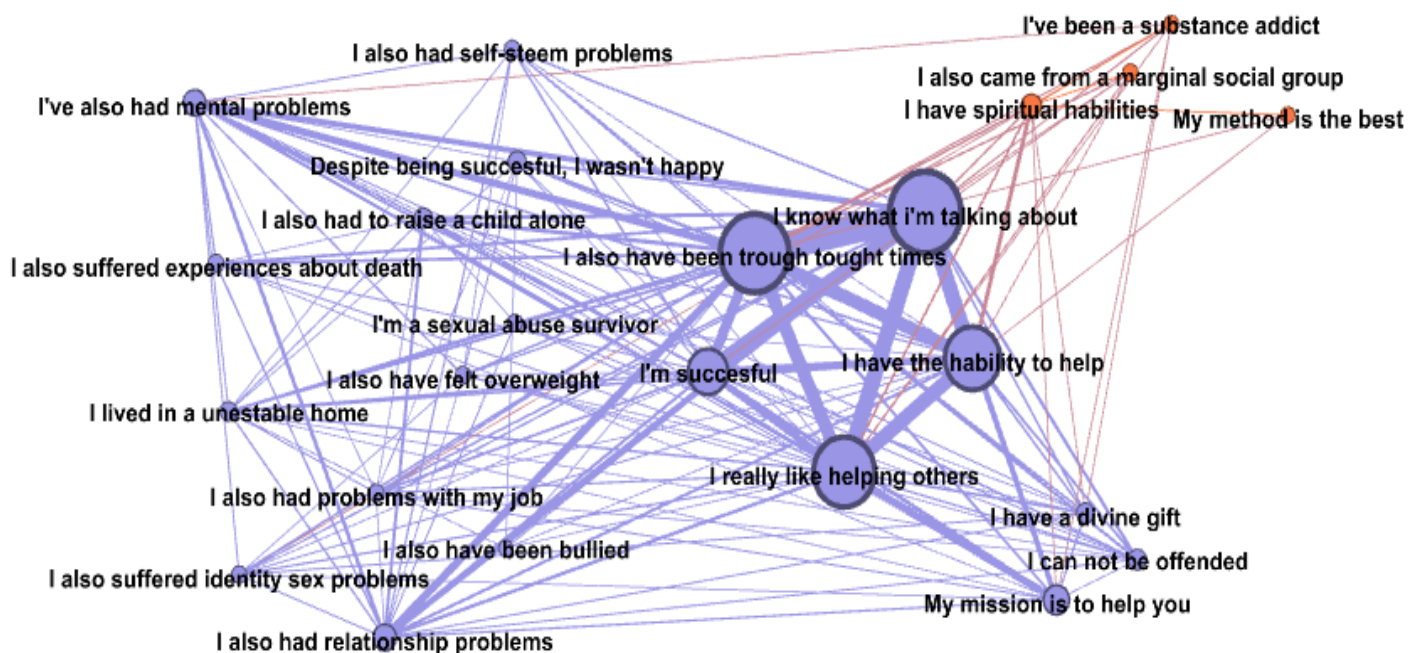 I've been a substance addict
I also had self-steem problems
I also came from a marginal social group
I've also had mental problems
I have spiritual habilities
My method is the best
Despite being succesful, I wasn't happy
I also had to raise a child alone
I know what i'm talking about
I also have been trough tought times
I also suffered experiences about death
I'm a sexual abuse survivor
I have the hability to help
I'm succesful
I also have felt overweight
I lived in a unestable home
I really like helping others
I also had problems with my job
I have a divine gift
I also have been bullied
I can not be offended
I also suffered identity sex problems
My mission is to help you
I also had relationship problems